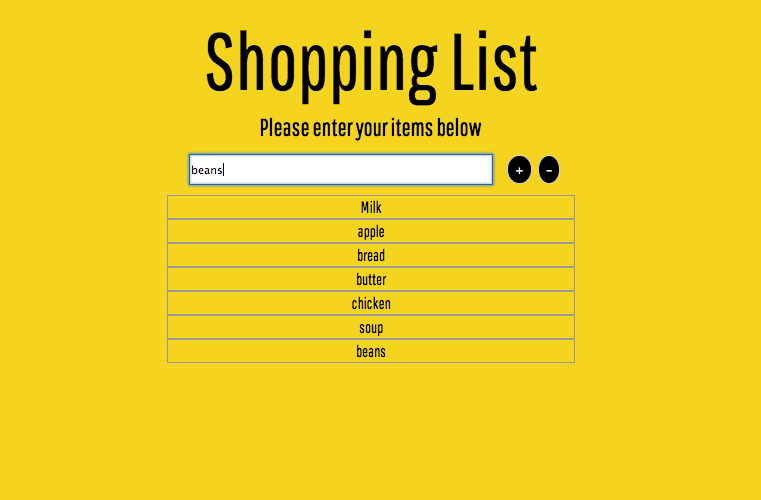 Shopping List
Please enter your items below
beans + -
Milk
apple
bread
butter
chicken
soup
beans